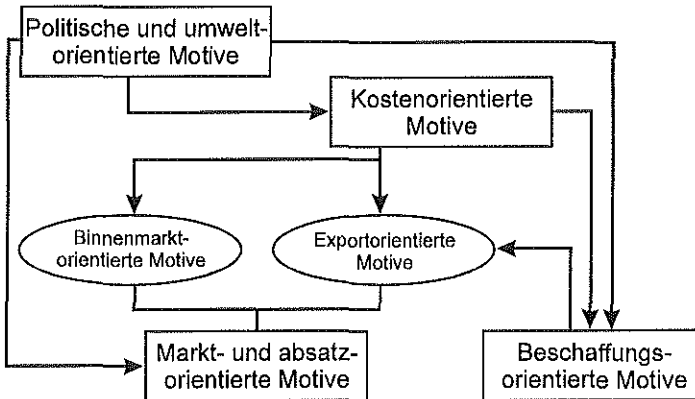 Politische und umwelt-
orientierte Motive
Kostenorientierte
Motive
Binnenmarkt-
orientierte Motive
Exportorientierte
Motive
Markt- und absatz-
orientierte Motive
Beschaffungs-
orientierte Motive